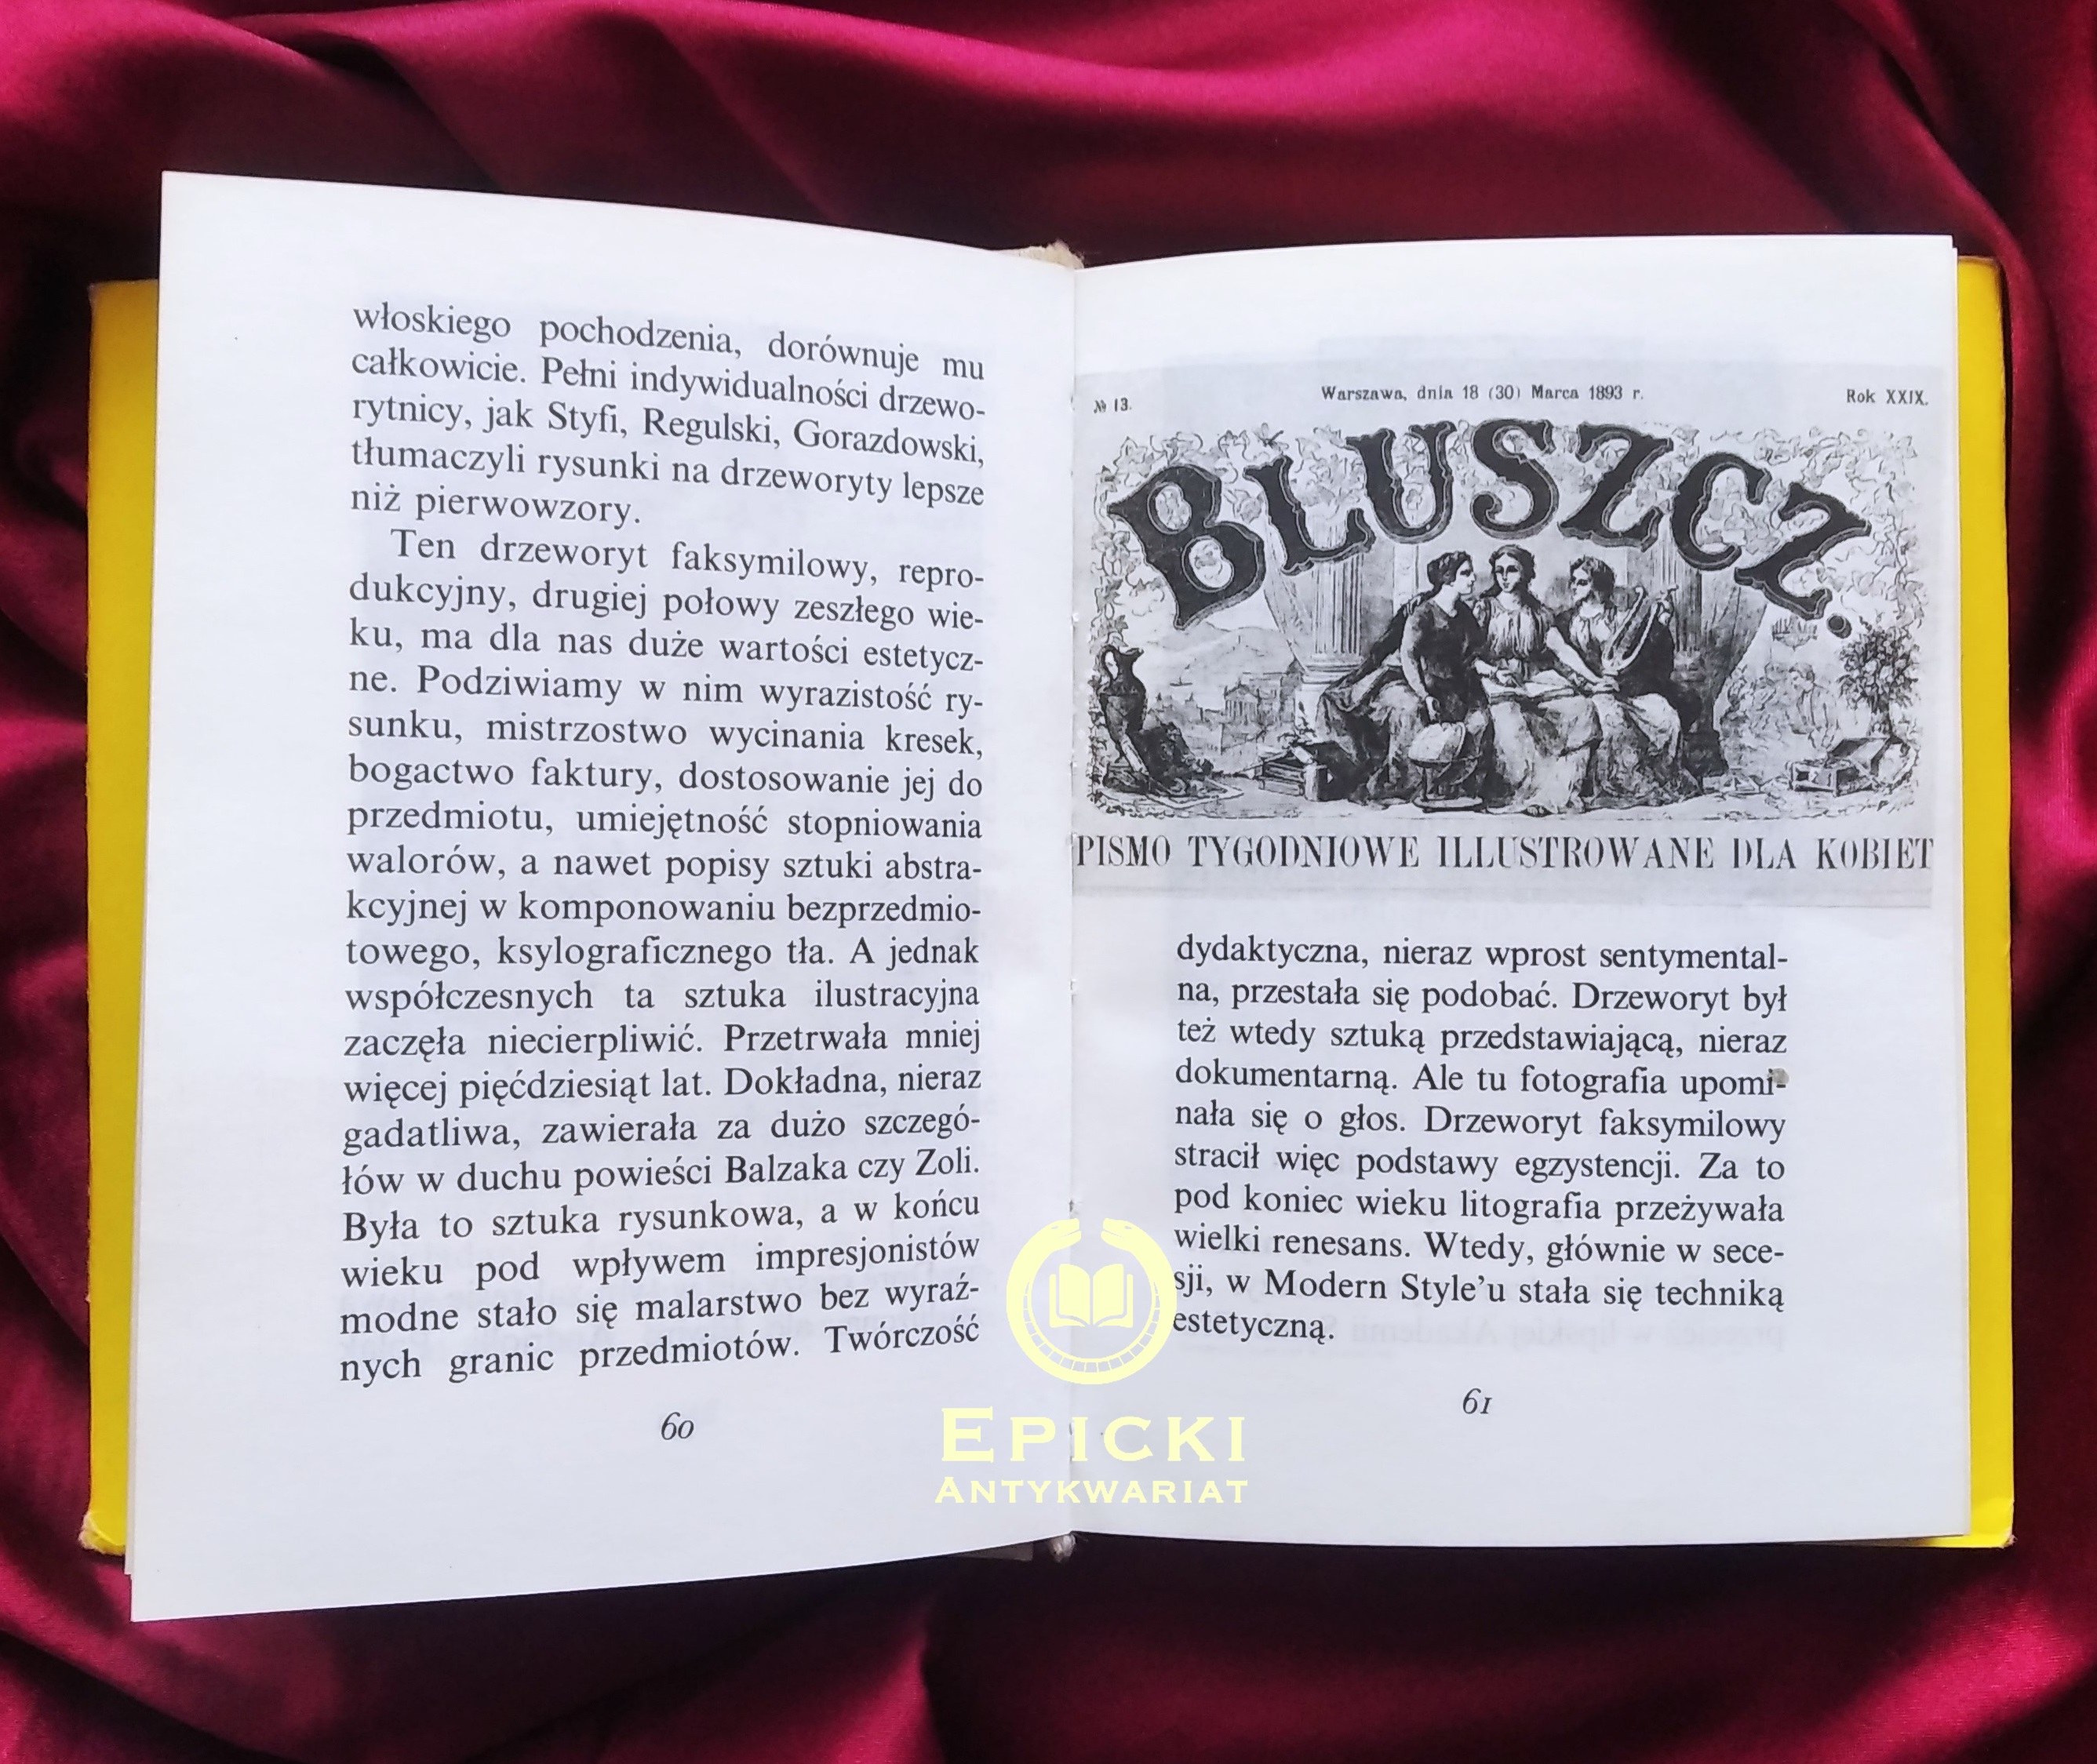 włoskiego pochodzenia, dorównuje mu
całkowicie. Pełni indywidualności drzewo-
rytnicy, jak Styfi, Regulski, Gorazdowski,
tłumaczyli rysunki na drzeworyty lepsze
niż pierwowzory.
Ten drzeworyt faksymilowy, repro-
dukcyjny, drugiej połowy zeszłego wie-
ku, ma dla nas duże wartości estetycz-
ne. Podziwiamy w nim wyrazistość ry-
sunku, mistrzostwo wycinania kresek,
bogactwo faktury, dostosowanie jej do
przedmiotu, umiejętność stopniowania
walorów, a nawet popisy sztuki abstra-
kcyjnej w komponowaniu bezprzedmio-
towego, ksylograficznego tła. A jednak
współczesnych ta sztuka ilustracyjna
zaczęła niecierpliwić. Przetrwała mniej
więcej pięćdziesiąt lat. Dokładna, nieraz
gadatliwa, zawierała za dużo szczegó-
łów w duchu powieści Balzaka czy Zoli.
Była to sztuka rysunkowa, a w końcu
wieku pod wpływem impresjonistów
modne stało się malarstwo bez wyraź-
nych granic przedmiotów. Twórczość
60
№ 13.
Warszawa, dnia 18 (30) Marca 1893 r.
Rok XXIX.
BLUSZCZ.
PISMO TYGODNIOWE ILLUSTROWANE DLA KOBIET
dydaktyczna, nieraz wprost sentymental-
na, przestała się podobać. Drzeworyt był
też wtedy sztuką przedstawiającą, nieraz
dokumentarną. Ale tu fotografia upomi-
nała się o głos. Drzeworyt faksymilowy
stracił więc podstawy egzystencji. Za to
pod koniec wieku litografia przeżywała
wielki renesans. Wtedy, głównie w sece-
sji, w Modern Style'u stała się techniką
estetyczną.
61
EPICKI
ANTYKWARIAT